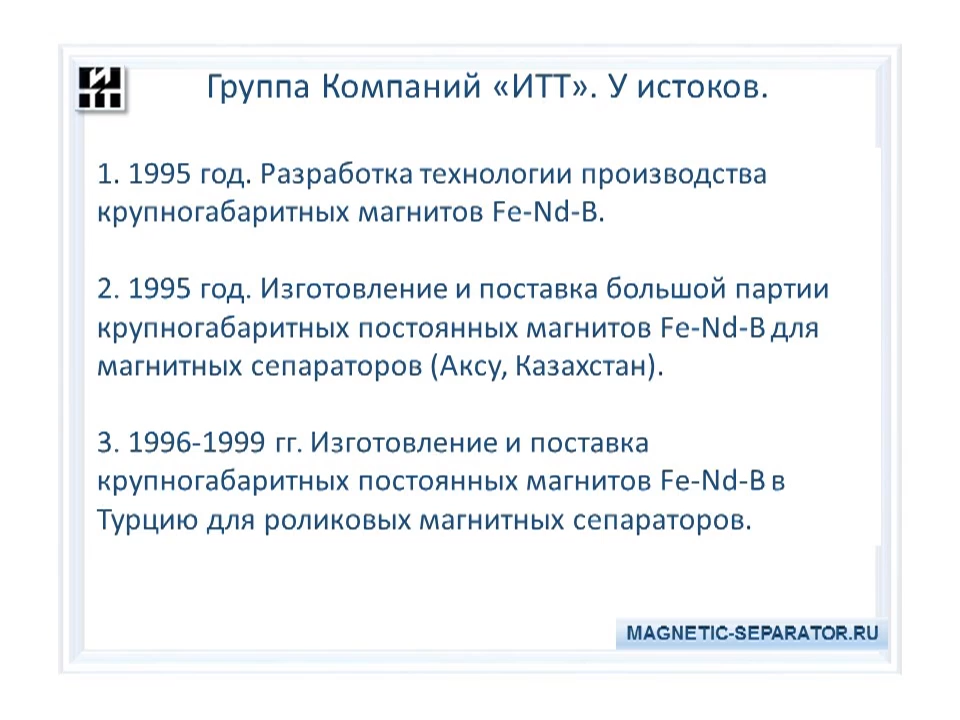 Группа Компаний «ИТТ». У истоков.
1. 1995 год. Разработка технологии производства
крупногабаритных магнитов Fe-Nd-B.
2. 1995 год. Изготовление и поставка большой партии
крупногабаритных постоянных магнитов Fe-Nd-B для
магнитных сепараторов (Аксу, Казахстан).
3. 1996-1999 гг. Изготовление и поставка
крупногабаритных постоянных магнитов Fe-Nd-B в
Турцию для роликовых магнитных сепараторов.
MAGNETIC-SEPARATOR.RU